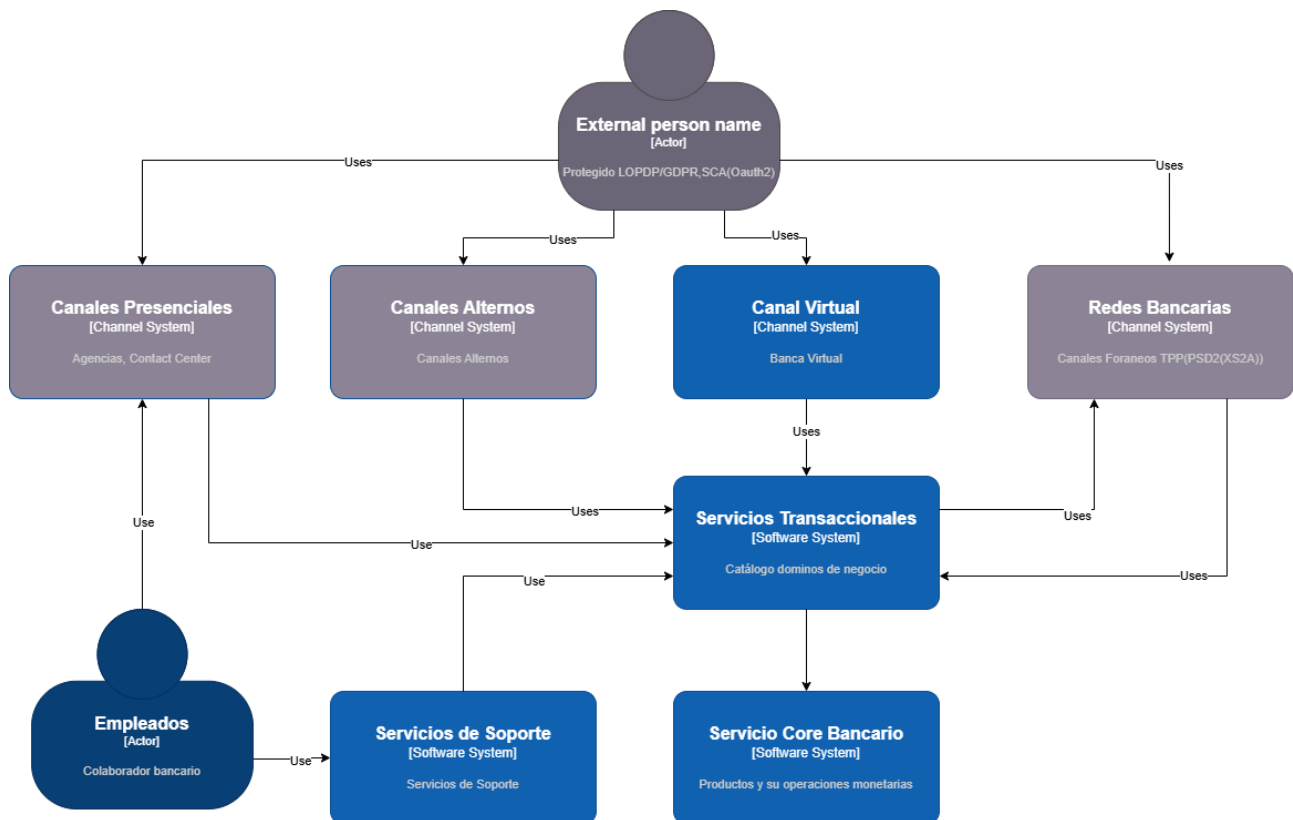 External person name
[Actor]
Protegido LOPDP/GDPR,SCA(Oauth2)
Uses
Uses
Uses
Uses
Canales Presenciales
[Channel System]
Agencias, Contact Center
Canales Alternos
[Channel System]
Canales Alternos
Canal Virtual
[Channel System]
Banca Virtual
Redes Bancarias
[Channel System]
Canales Foraneos TPP(PSD2(XS2A))
Uses
Uses
Uses
Use
Use
Servicios Transaccionales
[Software System]
Catálogo dominos de negocio
Use
Uses
Empleados
[Actor]
Colaborador bancario
Use
Servicios de Soporte
[Software System]
Servicios de Soporte
Servicio Core Bancario
[Software System]
Productos y su operaciones monetarias